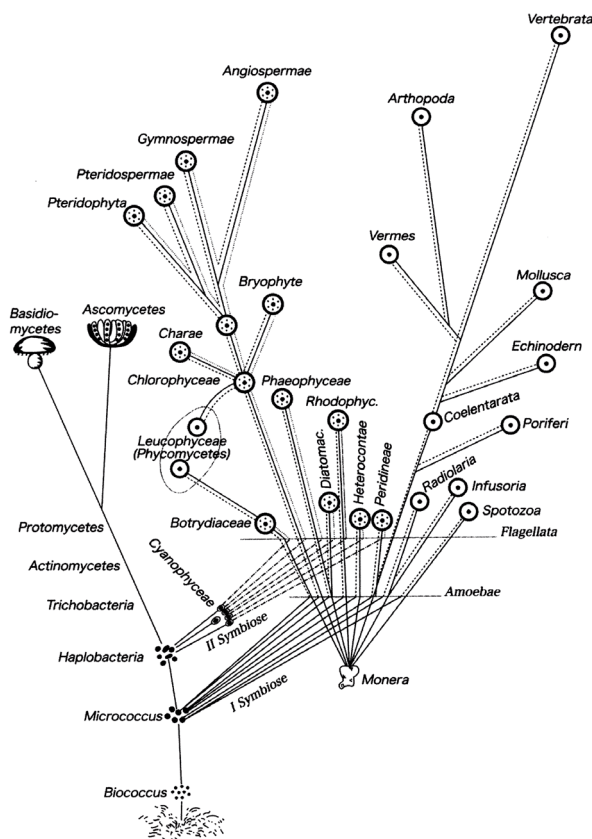 Vertebrata
Angiospermae
Arthopoda
Gymnospermae
Pteridospermae
Pteridophyta
Vermes
Bryophyte
Mollusca
Basidio-
mycetes
Ascomycetes
Charae
Echinodern
Chlorophyceae
Phaeophyceae
Rhodophyc.
Coelentarata
Poriferi
Leucophyceae
(Phycomycetes)
Diatomac.
Heterocontae
Peridineae
Radiolaria
Infusoria
Spotozoa
Botrydiaceae
Protomycetes
Flagellata
Actinomycetes
Cyanophyceae
Amoebae
Trichobacteria
II Symbiose
Haplobacteria
Monera
I Symbiose
Micrococcus
Biococcus